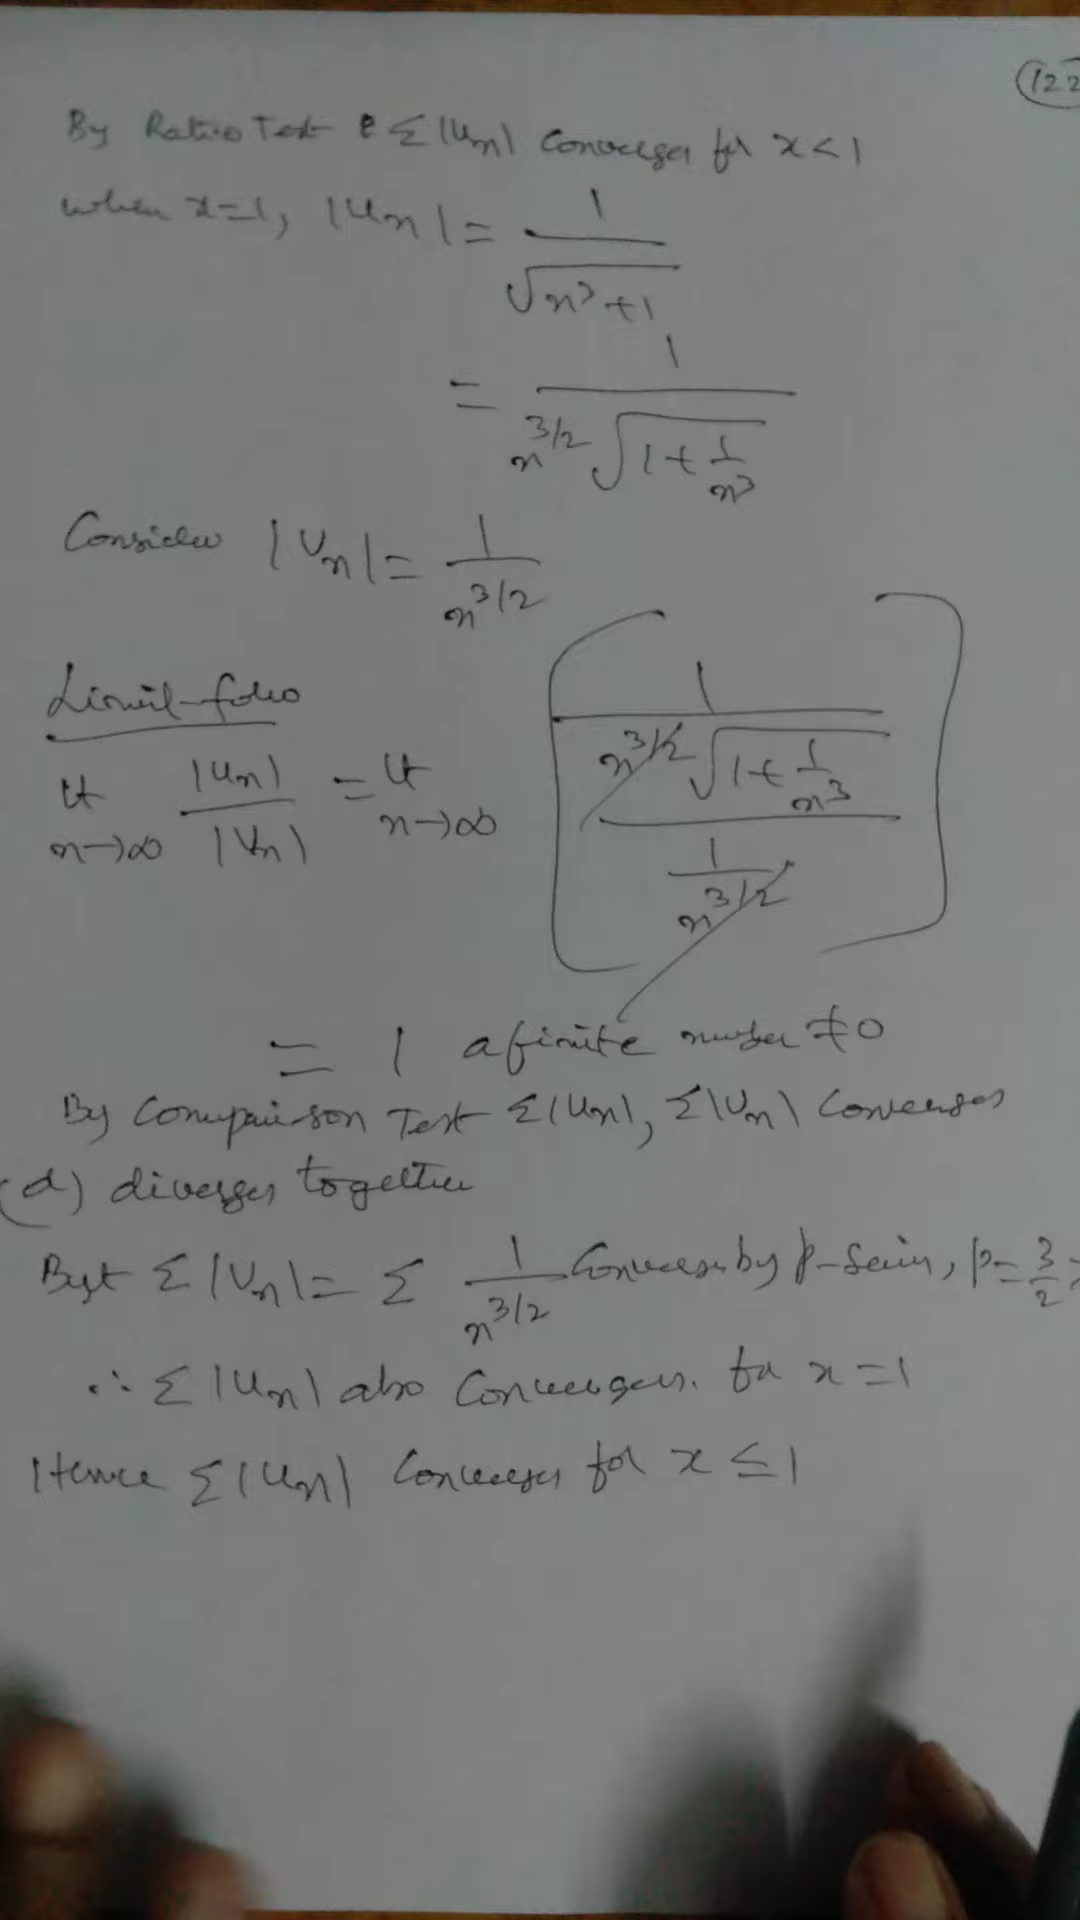 (122
By Ratio Test Σ|un| Converges for x<1
when x=1, |un| = 1/√(n³+1)
= 1/(n^3/2 √(1+1/n³))
Consider |Vn| = 1/n^3/2
Limit form
Lt n→∞ |un|/|Vn| = Lt n→∞ [ (1/(n^3/2 √(1+1/n³))) / (1/n^3/2) ]
= 1 a finite number ≠0
By Comparison Test Σ|un|, Σ|Vn| Converges
(or) diverges together
But Σ|Vn| = Σ 1/n^3/2 Converges by p-series, p=3/2>
∴ Σ|un| also Converges. for x=1
Hence Σ|un| Converges for x≤1